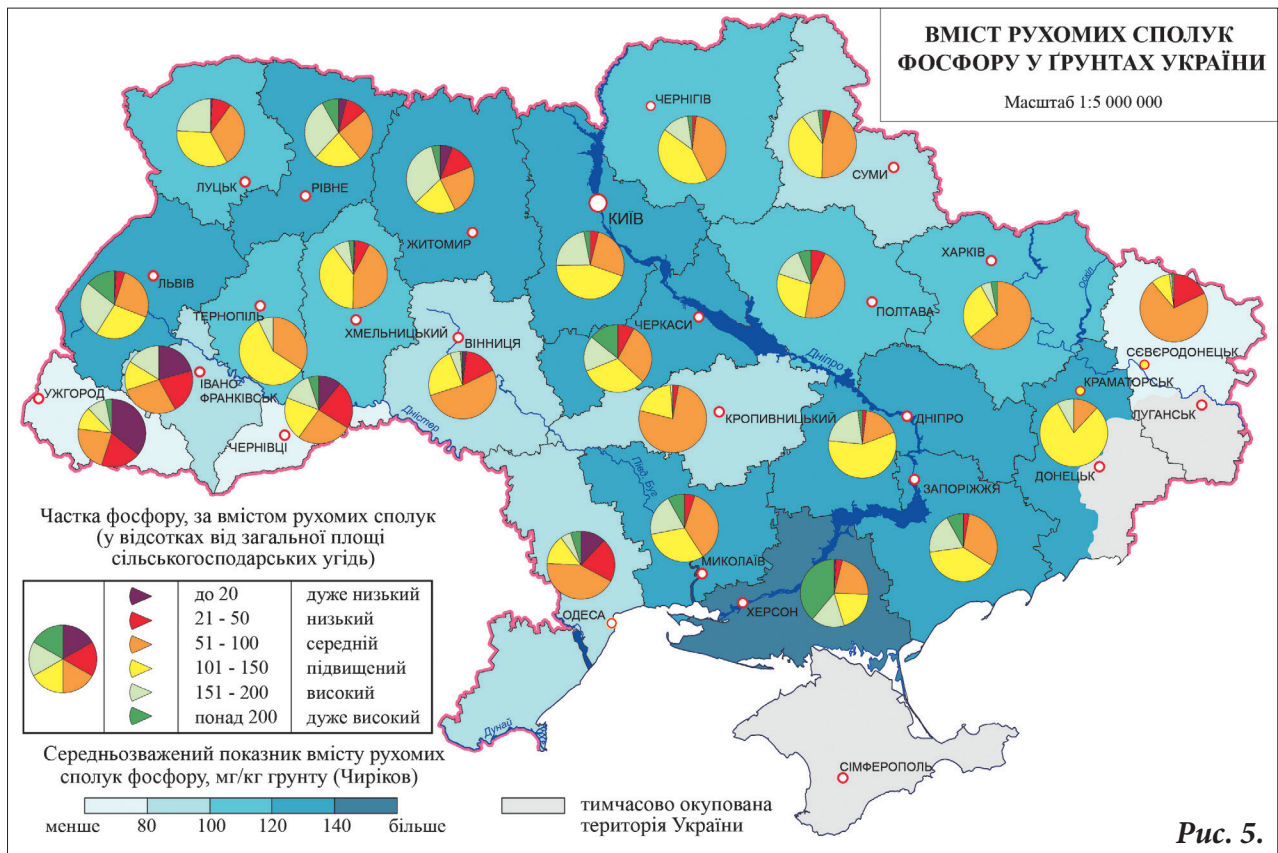 ВМІСТ РУХОМИХ СПОЛУК
ФОСФОРУ У ҐРУНТАХ УКРАЇНИ
Масштаб 1:5 000 000
ЧЕРНІГІВ
СУМИ
ЛУЦЬК
РІВНЕ
КИЇВ
ЖИТОМИР
ХАРКІВ
ЛЬВІВ
ТЕРНОПІЛЬ
ХМЕЛЬНИЦЬКИЙ
ВІННИЦЯ
ЧЕРКАСИ
ПОЛТАВА
Оскіл
СЄВЄРОДОНЕЦЬК
Дніпро
КРАМАТОРСЬК
УЖГОРОД
ІВАНО-
ФРАНКІВСЬК
ЧЕРНІВЦІ
Дністер
КРОПИВНИЦЬКИЙ
ДНІПРО
ЛУГАНСЬК
Півд. Буг
ДОНЕЦЬК
ЗАПОРІЖЖЯ
МИКОЛАЇВ
ОДЕСА
ХЕРСОН
Дунай
СІМФЕРОПОЛЬ
Частка фосфору, за вмістом рухомих сполук
(у відсотках від загальної площі
сільськогосподарських угідь)
до 20 дуже низький
21 - 50 низький
51 - 100 середній
101 - 150 підвищений
151 - 200 високий
понад 200 дуже високий
Середньозважений показник вмісту рухомих
сполук фосфору, мг/кг грунту (Чиріков)
менше 80 100 120 140 більше
тимчасово окупована
територія України
Рис. 5.